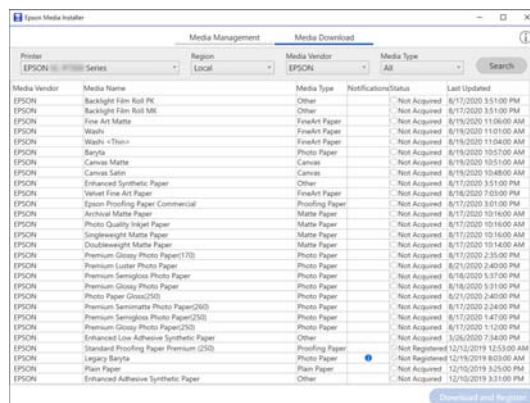 Epson Media Installer
Media Management Media Download
Printer Region Media Vendor Media Type
EPSON Series Local EPSON All Search
Media Vendor Media Name Media Type Notifications Status Last Updated
EPSON Backlight Film Roll PK Other Not Acquired 8/17/2020 3:51:00 PM
EPSON Backlight Film Roll MK Other Not Acquired 8/17/2020 3:51:00 PM
EPSON Fine Art Matte FineArt Paper Not Acquired 8/19/2020 11:06:00 AM
EPSON Washi FineArt Paper Not Acquired 8/19/2020 11:01:00 AM
EPSON Washi <Thin> FineArt Paper Not Acquired 8/19/2020 11:04:00 AM
EPSON Baryta Photo Paper Not Acquired 8/19/2020 10:57:00 AM
EPSON Canvas Matte Canvas Not Acquired 8/19/2020 10:51:00 AM
EPSON Canvas Satin Canvas Not Acquired 8/19/2020 10:48:00 AM
EPSON Enhanced Synthetic Paper Other Not Acquired 8/17/2020 3:51:00 PM
EPSON Velvet Fine Art Paper FineArt Paper Not Acquired 8/18/2020 7:03:00 PM
EPSON Epson Proofing Paper Commercial Proofing Paper Not Acquired 8/17/2020 3:01:00 PM
EPSON Archival Matte Paper Matte Paper Not Acquired 8/17/2020 10:16:00 AM
EPSON Photo Quality Inkjet Paper Matte Paper Not Acquired 8/17/2020 10:16:00 AM
EPSON Singleweight Matte Paper Matte Paper Not Acquired 8/17/2020 10:16:00 AM
EPSON Doubleweight Matte Paper Matte Paper Not Acquired 8/17/2020 10:14:00 AM
EPSON Premium Glossy Photo Paper(170) Photo Paper Not Acquired 8/17/2020 2:35:00 PM
EPSON Premium Luster Photo Paper Photo Paper Not Acquired 8/21/2020 2:40:00 PM
EPSON Premium Semigloss Photo Paper Photo Paper Not Acquired 8/18/2020 5:37:00 PM
EPSON Premium Glossy Photo Paper Photo Paper Not Acquired 8/18/2020 5:31:00 PM
EPSON Photo Paper Gloss(250) Photo Paper Not Acquired 8/21/2020 2:40:00 PM
EPSON Premium Semimatte Photo Paper(260) Photo Paper Not Acquired 8/17/2020 2:24:00 PM
EPSON Premium Semigloss Photo Paper(250) Photo Paper Not Acquired 8/17/2020 1:47:00 PM
EPSON Premium Glossy Photo Paper(250) Photo Paper Not Acquired 8/17/2020 1:12:00 PM
EPSON Enhanced Low Adhesive Synthetic Paper Other Not Acquired 3/26/2020 7:34:00 PM
EPSON Standard Proofing Paper Premium (250) Proofing Paper Not Registered 12/12/2019 12:53:00 AM
EPSON Legacy Baryta Photo Paper Not Registered 12/19/2019 8:03:00 AM
EPSON Plain Paper Plain Paper Not Acquired 12/10/2019 3:25:00 PM
EPSON Enhanced Adhesive Synthetic Paper Other Not Acquired 12/10/2019 3:31:00 PM
Download and Register